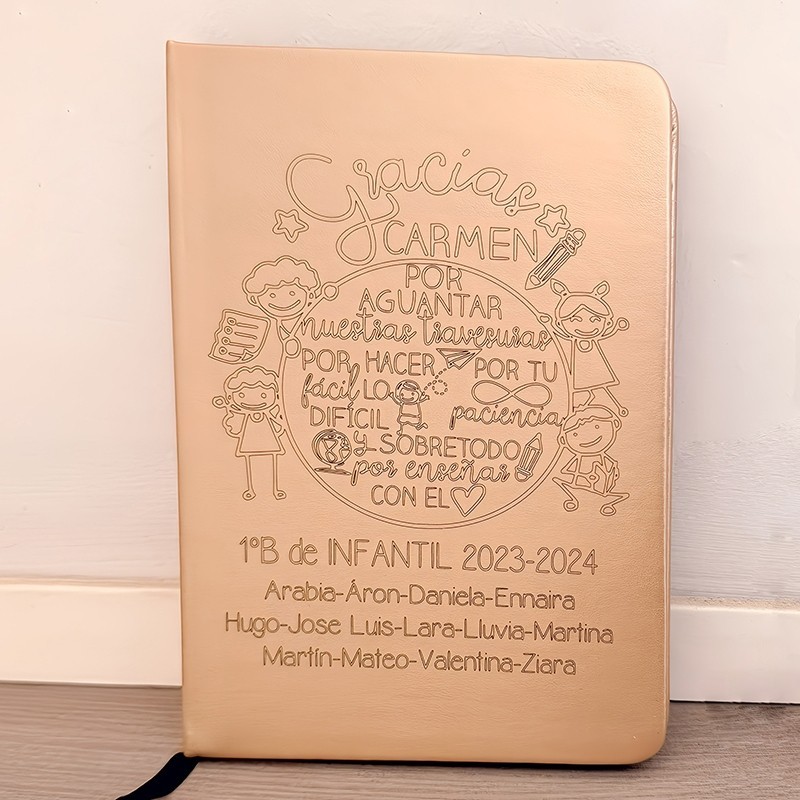 Gracias
CARMEN
POR
AGUANTAR
nuestras travesuras
POR HACER
fácil LO
DIFÍCIL
POR TU
paciencia
Y SOBRETODO
por enseñar
CON EL
1ºB de INFANTIL 2023-2024
Arabia-Áron-Daniela-Ennaira
Hugo-Jose Luis-Lara-Lluvia-Martina
Martín-Mateo-Valentina-Ziara